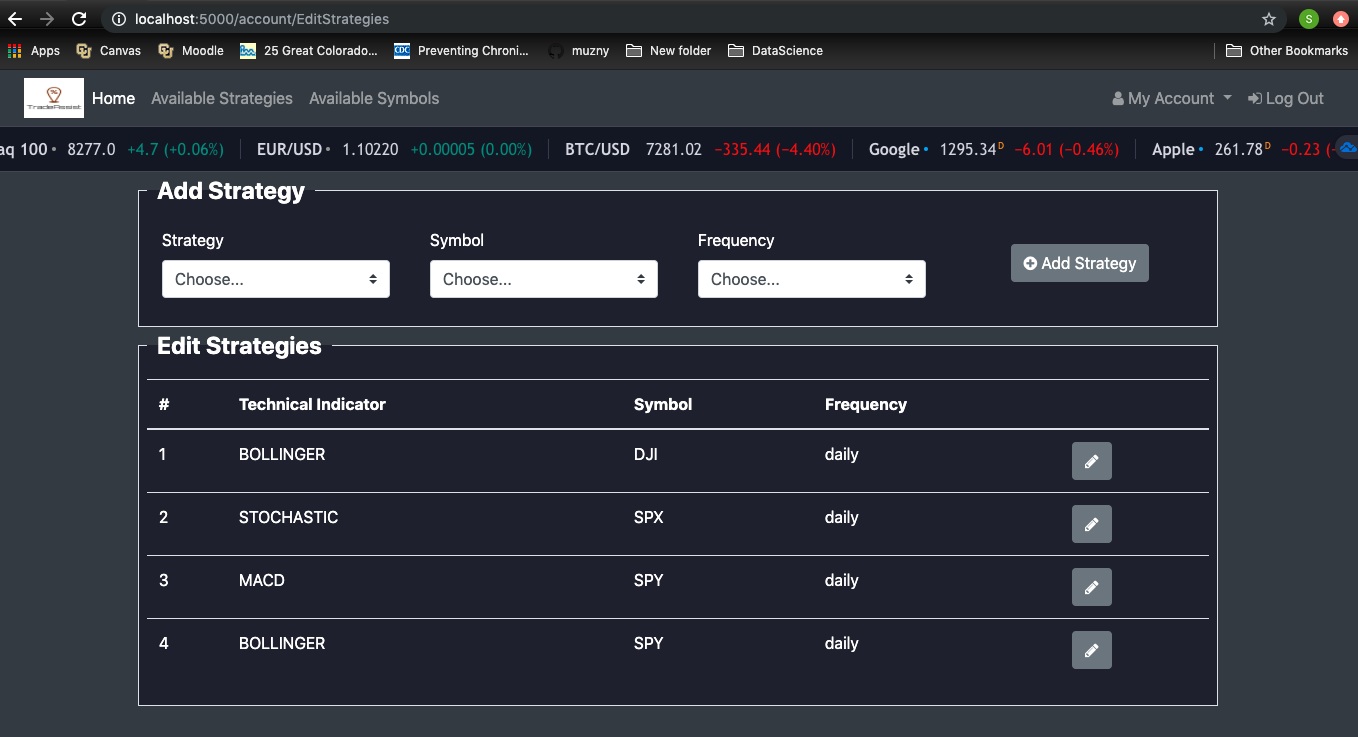 localhost:5000/account/EditStrategies
S
Apps Canvas Moodle 25 Great Colorado... CDC Preventing Chroni... muzny New folder DataScience Other Bookmarks
TradeAssist Home Available Strategies Available Symbols My Account Log Out
aq 100 • 8277.0 +4.7 (+0.06%) EUR/USD • 1.10220 +0.00005 (0.00%) BTC/USD 7281.02 −335.44 (−4.40%) Google • 1295.34 D −6.01 (−0.46%) Apple • 261.78 D −0.23 (-
Add Strategy
Strategy Symbol Frequency
Choose... Choose... Choose... Add Strategy
Edit Strategies
# Technical Indicator Symbol Frequency
1 BOLLINGER DJI daily
2 STOCHASTIC SPX daily
3 MACD SPY daily
4 BOLLINGER SPY daily